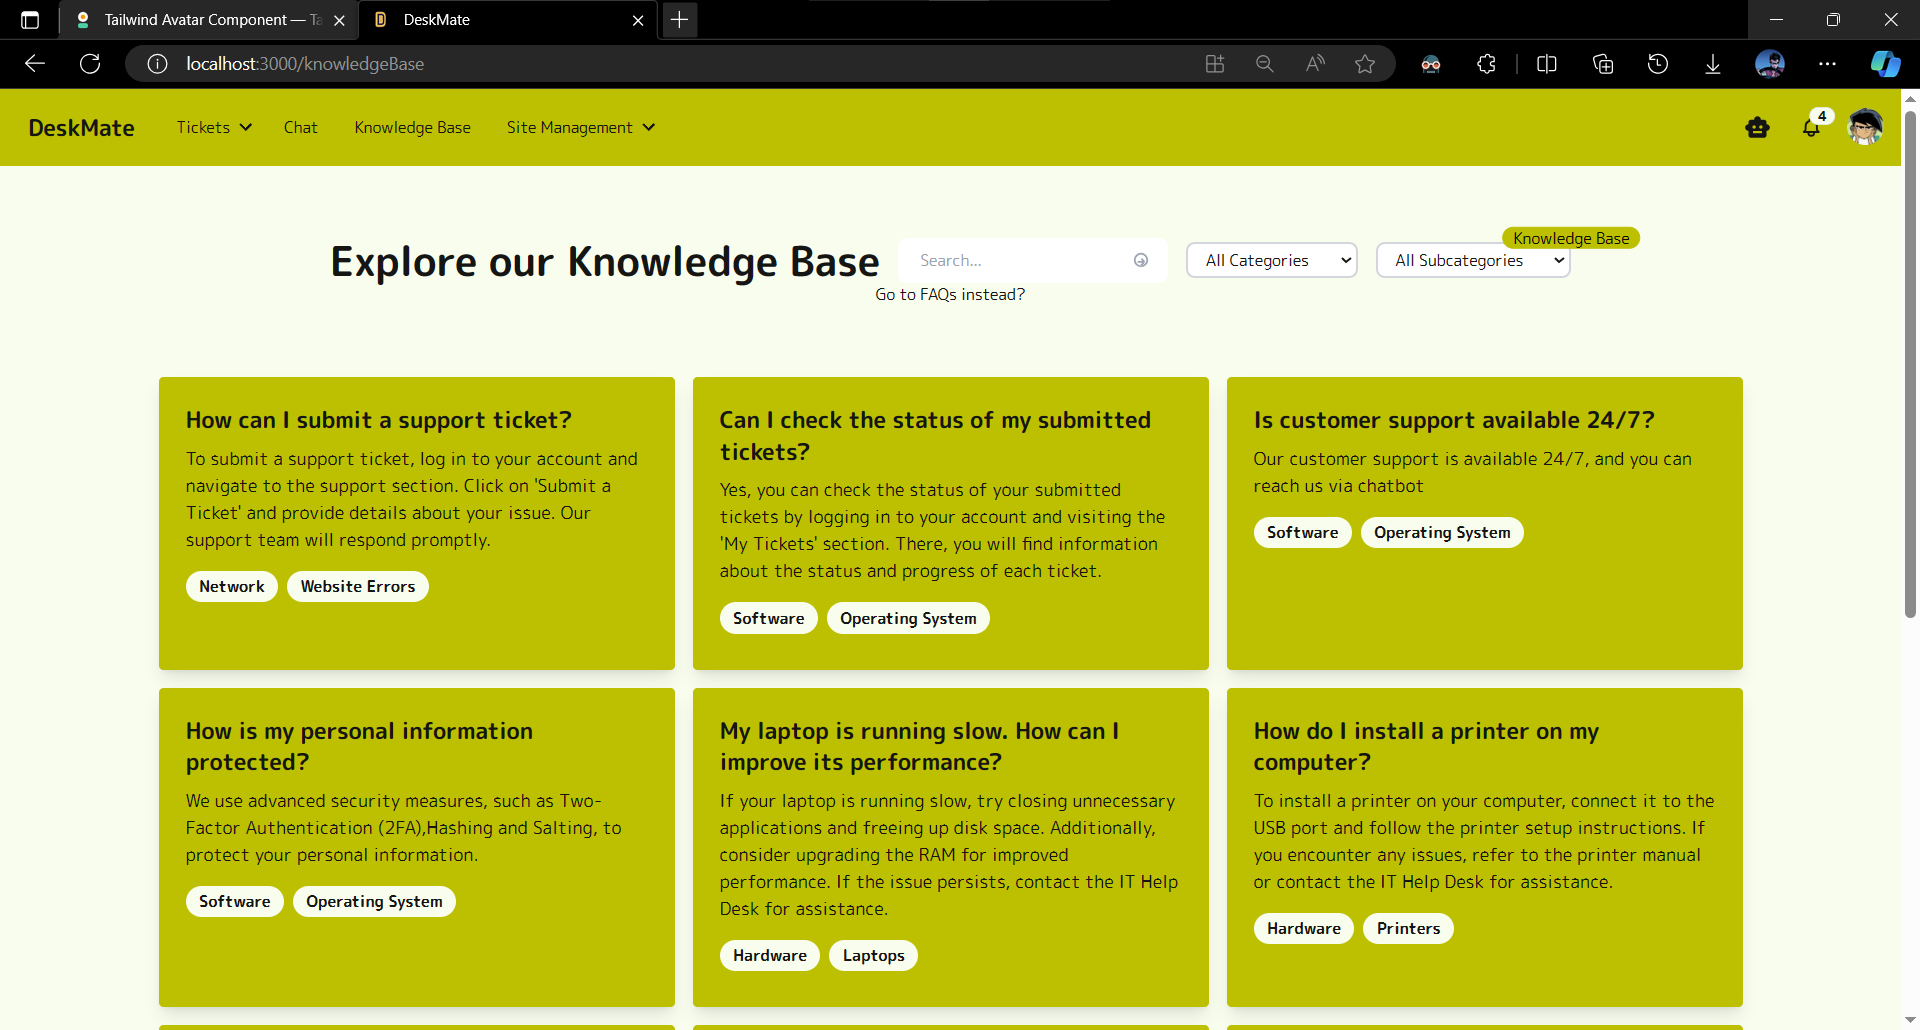 Tailwind Avatar Component — Ta
DeskMate
localhost:3000/knowledgeBase
DeskMate
Tickets
Chat
Knowledge Base
Site Management
4
Knowledge Base
Explore our Knowledge Base
Search...
All Categories
All Subcategories
Go to FAQs instead?
How can I submit a support ticket?
To submit a support ticket, log in to your account and
navigate to the support section. Click on 'Submit a
Ticket' and provide details about your issue. Our
support team will respond promptly.
Network
Website Errors
Can I check the status of my submitted
tickets?
Yes, you can check the status of your submitted
tickets by logging in to your account and visiting the
'My Tickets' section. There, you will find information
about the status and progress of each ticket.
Software
Operating System
Is customer support available 24/7?
Our customer support is available 24/7, and you can
reach us via chatbot
Software
Operating System
How is my personal information
protected?
We use advanced security measures, such as Two-
Factor Authentication (2FA),Hashing and Salting, to
protect your personal information.
Software
Operating System
My laptop is running slow. How can I
improve its performance?
If your laptop is running slow, try closing unnecessary
applications and freeing up disk space. Additionally,
consider upgrading the RAM for improved
performance. If the issue persists, contact the IT Help
Desk for assistance.
Hardware
Laptops
How do I install a printer on my
computer?
To install a printer on your computer, connect it to the
USB port and follow the printer setup instructions. If
you encounter any issues, refer to the printer manual
or contact the IT Help Desk for assistance.
Hardware
Printers